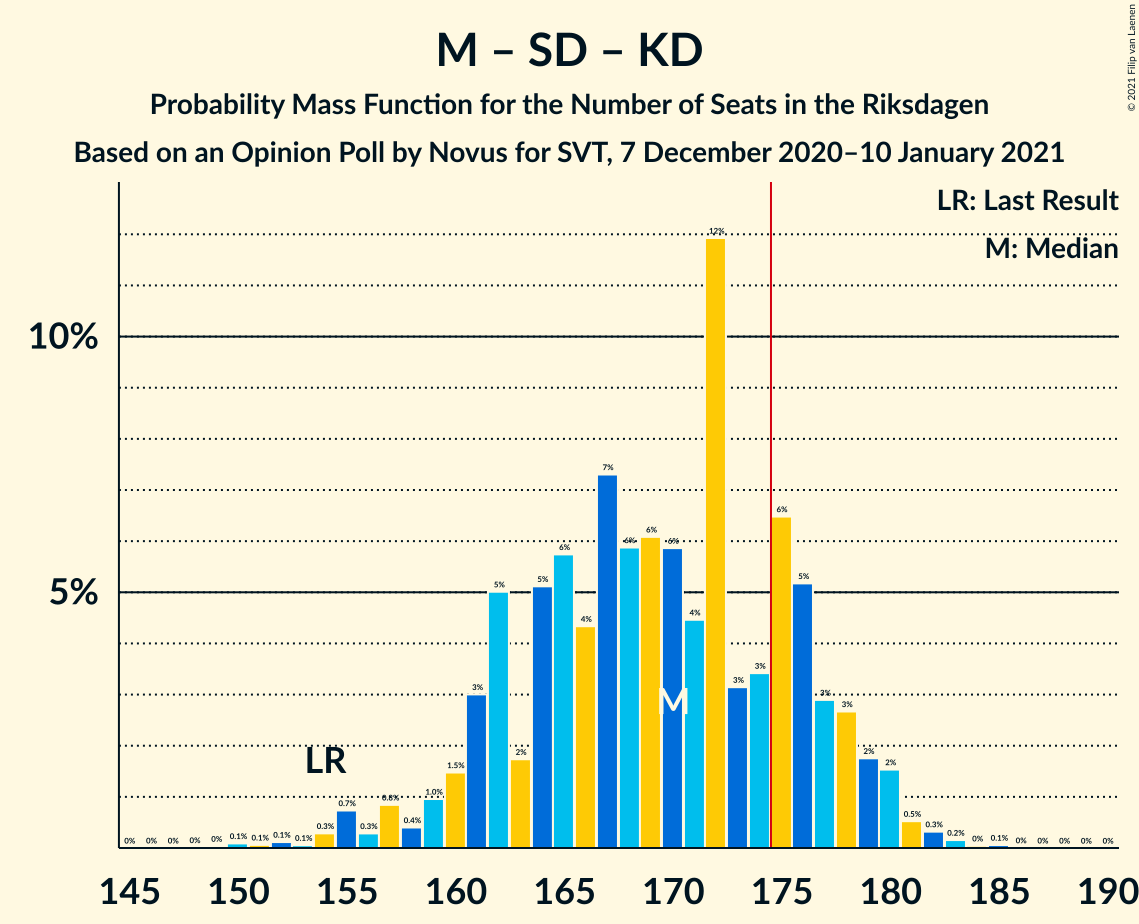 M – SD – KD
Probability Mass Function for the Number of Seats in the Riksdagen
Based on an Opinion Poll by Novus for SVT, 7 December 2020–10 January 2021
© 2021 Filip van Laenen
LR: Last Result
M: Median
10%
5%
LR
M
0% 0% 0% 0% 0% 0.1% 0.1% 0.1% 0.1% 0.3% 0.7% 0.3% 0.8% 0.4% 1.0% 1.5% 3% 5% 2% 5% 6% 4% 7% 6% 6% 6% 4% 12% 3% 3% 6% 5% 3% 3% 2% 2% 0.5% 0.3% 0.2% 0% 0.1% 0% 0% 0% 0% 0%
145 150 155 160 165 170 175 180 185 190